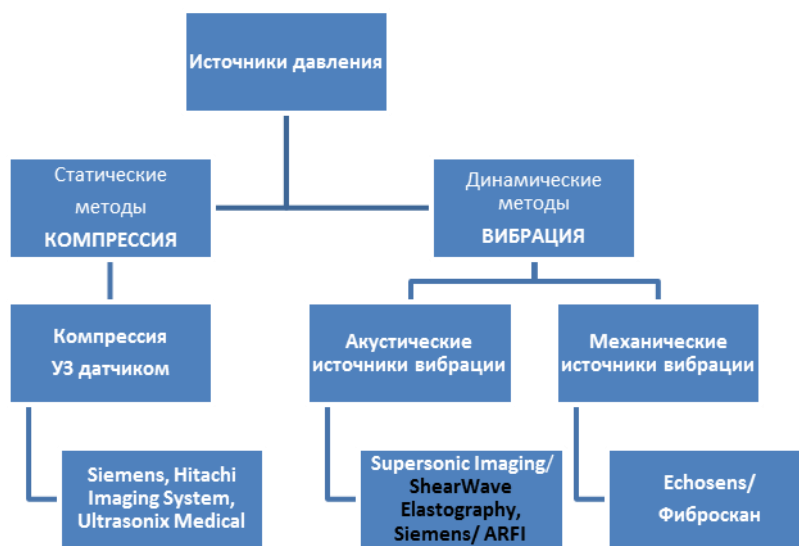 Источники давления
Статические
методы
КОМПРЕССИЯ
Динамические
методы
ВИБРАЦИЯ
Компрессия
УЗ датчиком
Акустические
источники вибрации
Механические
источники вибрации
Siemens, Hitachi
Imaging System,
Ultrasonix Medical
Supersonic Imaging/
ShearWave
Elastography,
Siemens/ ARFI
Echosens/
Фиброскан